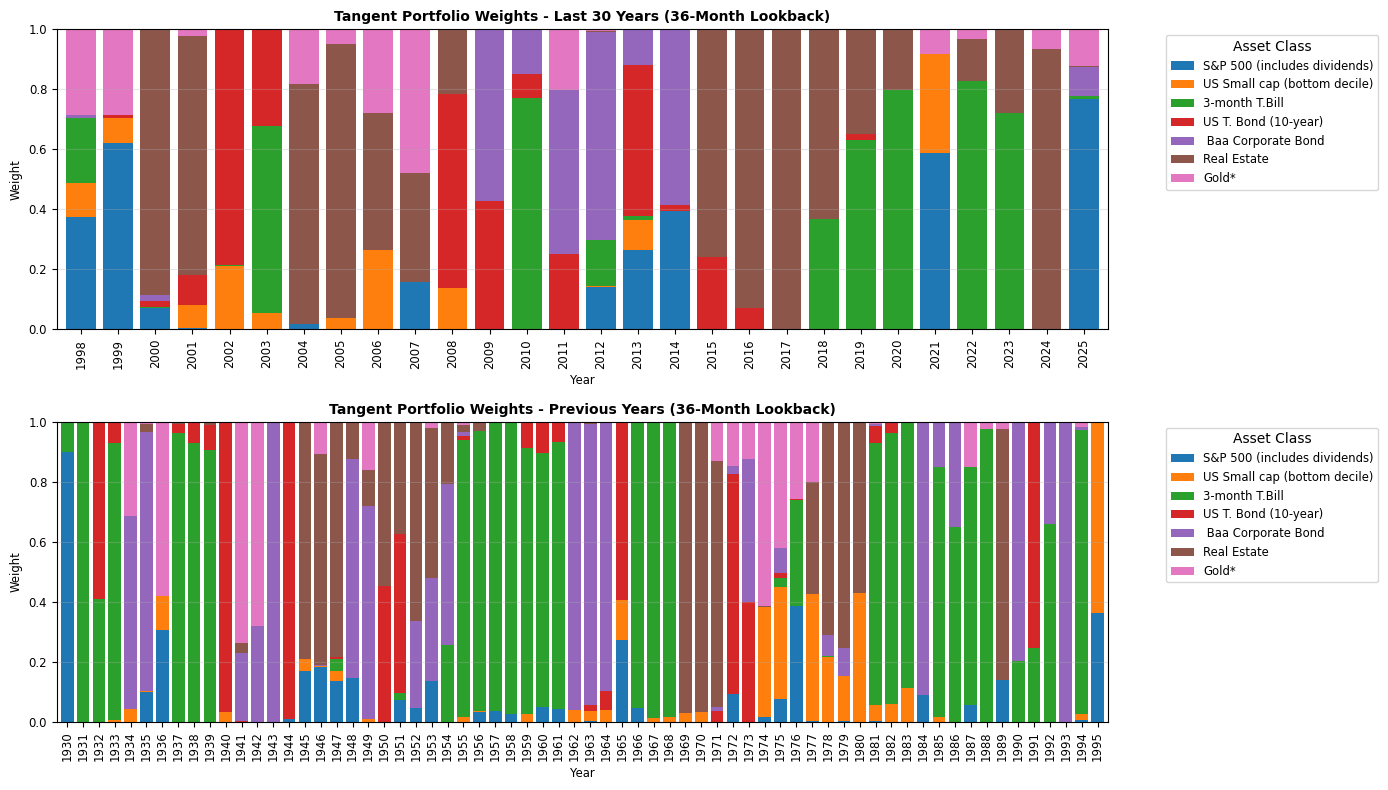 Tangent Portfolio Weights - Last 30 Years (36-Month Lookback)
Weight
1.0
0.8
0.6
0.4
0.2
0.0
1998 1999 2000 2001 2002 2003 2004 2005 2006 2007 2008 2009 2010 2011 2012 2013 2014 2015 2016 2017 2018 2019 2020 2021 2022 2023 2024 2025
Year
Asset Class
S&P 500 (includes dividends)
US Small cap (bottom decile)
3-month T.Bill
US T. Bond (10-year)
Baa Corporate Bond
Real Estate
Gold*
Tangent Portfolio Weights - Previous Years (36-Month Lookback)
Weight
1.0
0.8
0.6
0.4
0.2
0.0
1930 1931 1932 1933 1934 1935 1936 1937 1938 1939 1940 1941 1942 1943 1944 1945 1946 1947 1948 1949 1950 1951 1952 1953 1954 1955 1956 1957 1958 1959 1960 1961 1962 1963 1964 1965 1966 1967 1968 1969 1970 1971 1972 1973 1974 1975 1976 1977 1978 1979 1980 1981 1982 1983 1984 1985 1986 1987 1988 1989 1990 1991 1992 1993 1994 1995
Year
Asset Class
S&P 500 (includes dividends)
US Small cap (bottom decile)
3-month T.Bill
US T. Bond (10-year)
Baa Corporate Bond
Real Estate
Gold*